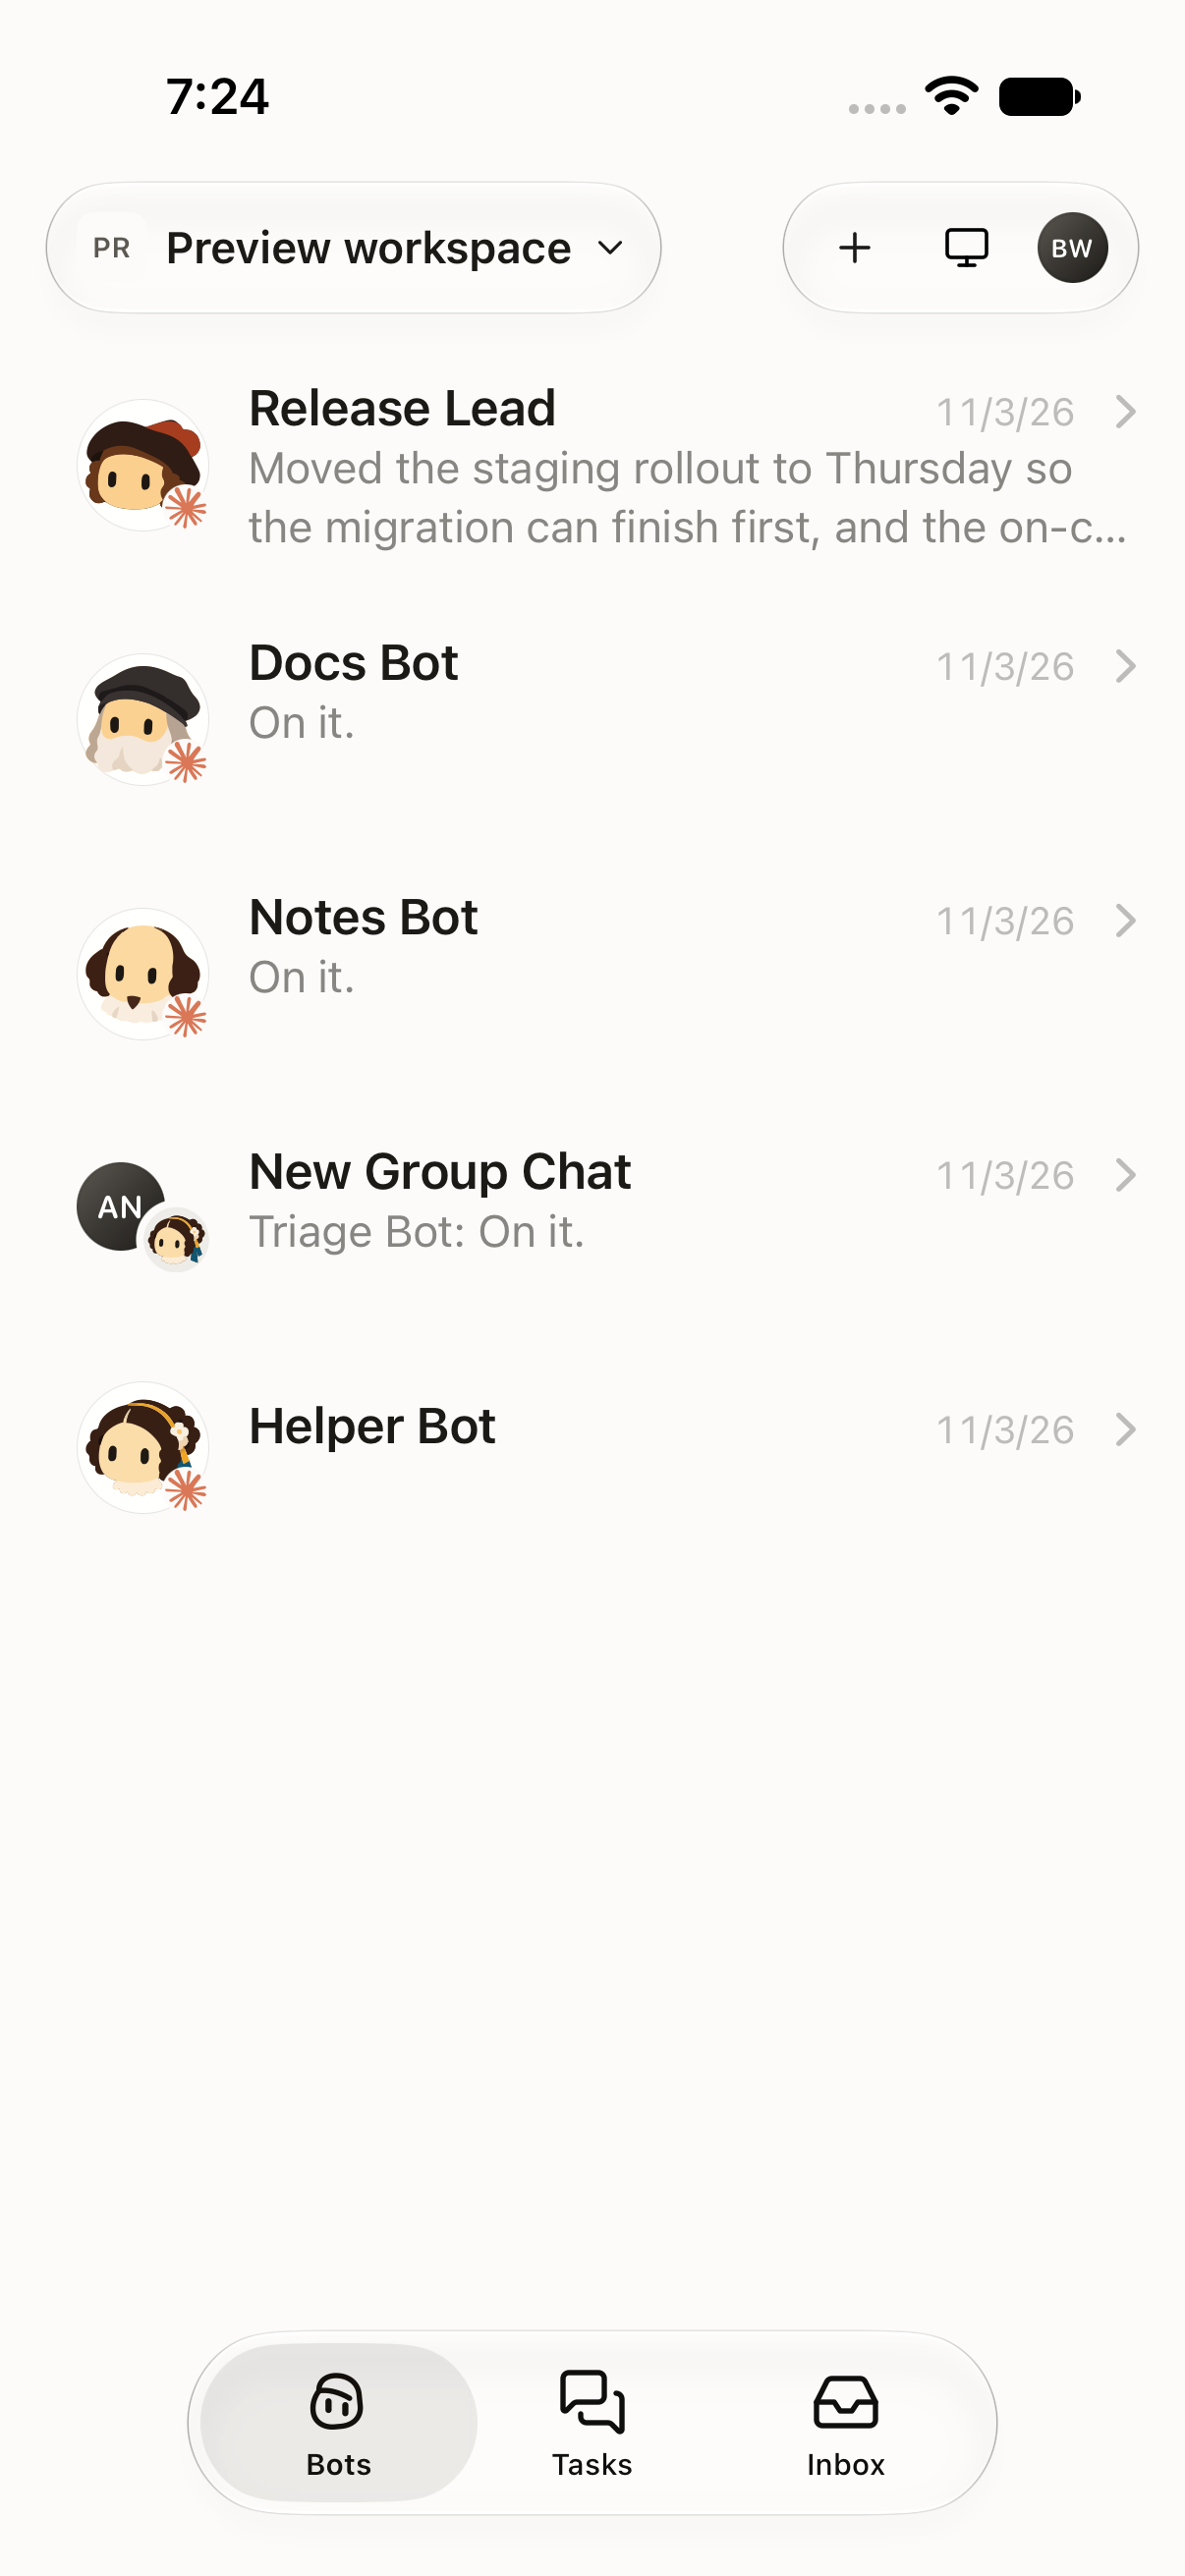 7:24
PR Preview workspace
BW
Release Lead 11/3/26
Moved the staging rollout to Thursday so
the migration can finish first, and the on-c...
Docs Bot 11/3/26
On it.
Notes Bot 11/3/26
On it.
AN
New Group Chat 11/3/26
Triage Bot: On it.
Helper Bot 11/3/26
Bots Tasks Inbox